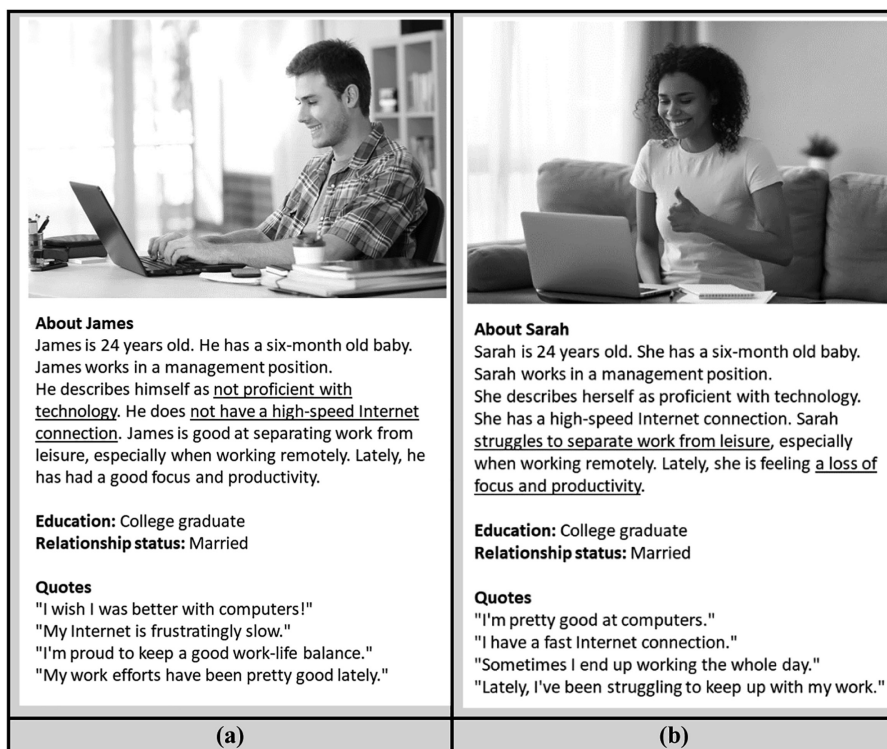 About James
James is 24 years old. He has a six-month old baby.
James works in a management position.
He describes himself as not proficient with
technology. He does not have a high-speed Internet
connection. James is good at separating work from
leisure, especially when working remotely. Lately, he
has had a good focus and productivity.
Education: College graduate
Relationship status: Married
Quotes
"I wish I was better with computers!"
"My Internet is frustratingly slow."
"I'm proud to keep a good work-life balance."
"My work efforts have been pretty good lately."
(a)
About Sarah
Sarah is 24 years old. She has a six-month old baby.
Sarah works in a management position.
She describes herself as proficient with technology.
She has a high-speed Internet connection. Sarah
struggles to separate work from leisure, especially
when working remotely. Lately, she is feeling a loss of
focus and productivity.
Education: College graduate
Relationship status: Married
Quotes
"I'm pretty good at computers."
"I have a fast Internet connection."
"Sometimes I end up working the whole day."
"Lately, I've been struggling to keep up with my work."
(b)